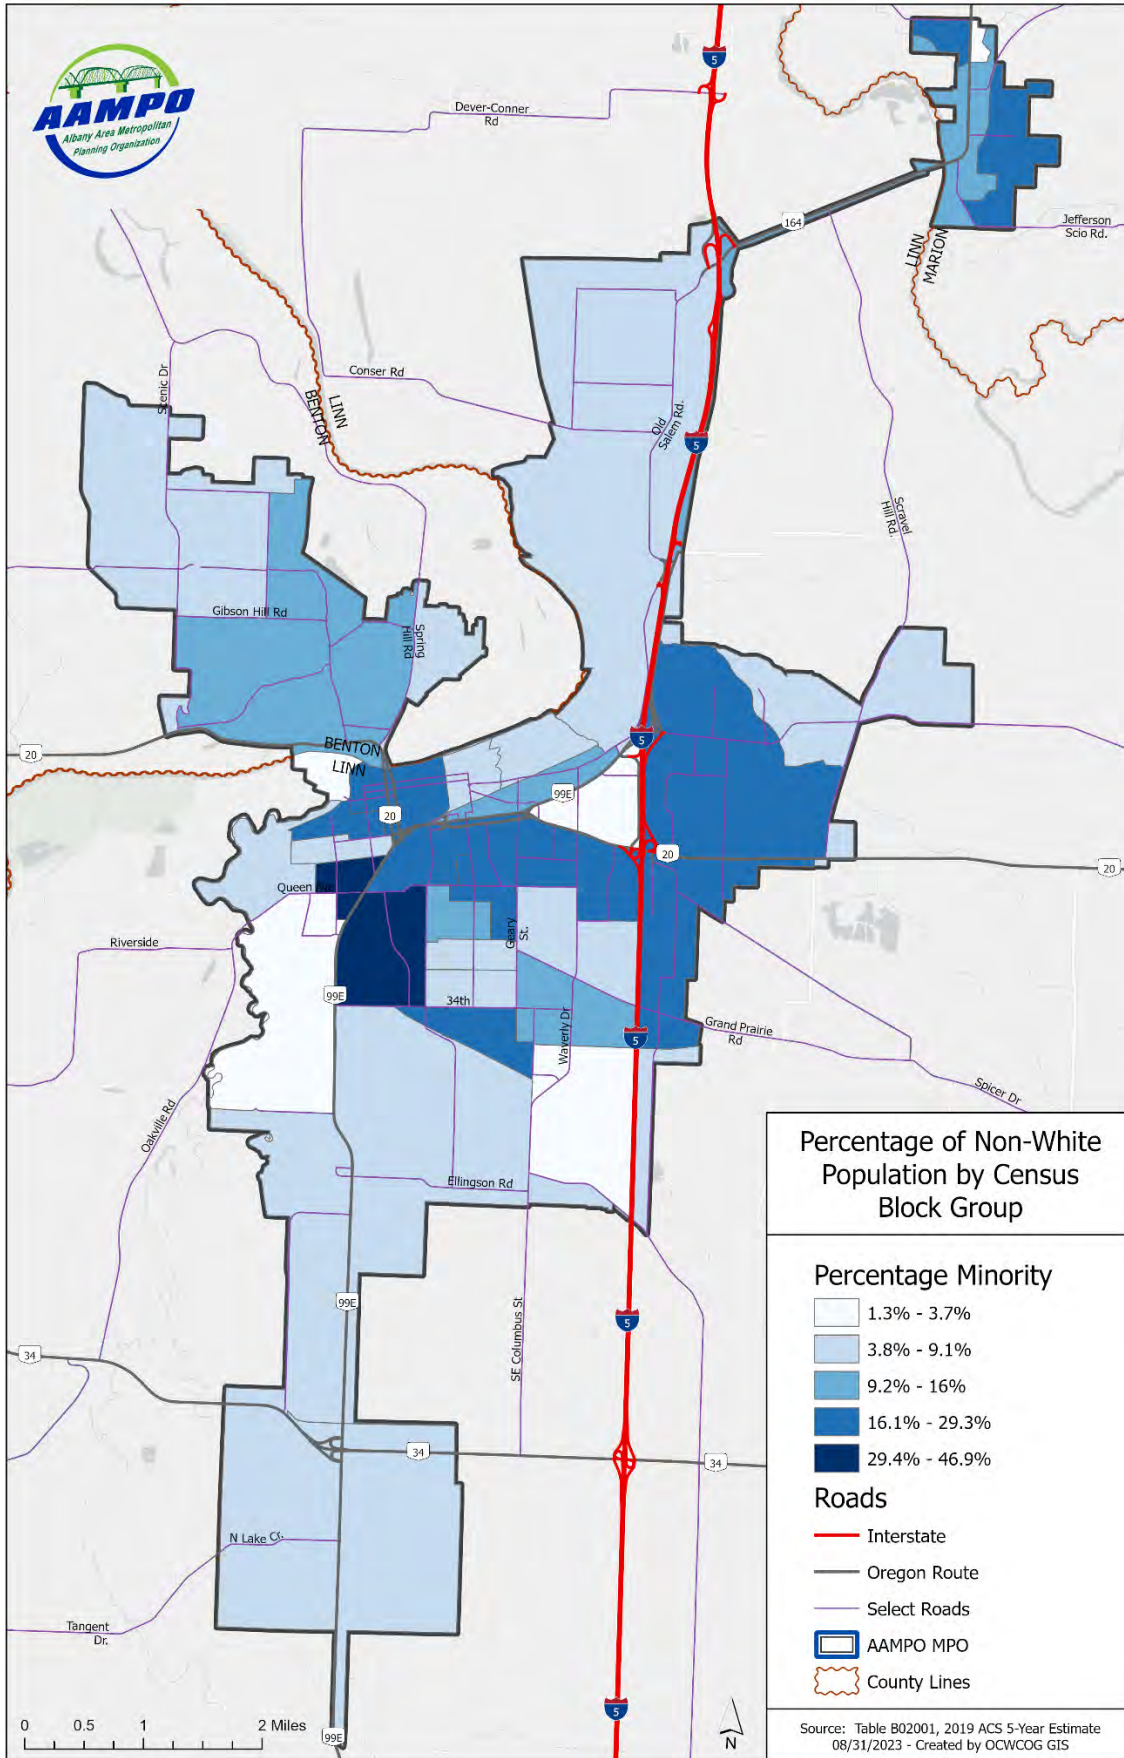 AAMPO
Albany Area Metropolitan
Planning Organization
5
Dever-Conner
Rd
164
Jefferson
Scio Rd.
LINN
MARION
Scenic Dr
Conser Rd
LINN
BENTON
Old
Salem Rd.
5
Scravel
Hill Rd.
Gibson Hill Rd
Spring
Hill Rd
20
BENTON
LINN
5
99E
20
20
20
Queen Ave
Geary
St.
Riverside
99E
34th
Waverly Dr
5
Grand Prairie
Rd
Spicer Dr
Oakville Rd
Ellingson Rd
99E
SE Columbus St
5
34
34
34
N Lake Cr.
Tangent
Dr.
5
99E
0 0.5 1 2 Miles
N
Percentage of Non-White
Population by Census
Block Group
Percentage Minority
1.3% - 3.7%
3.8% - 9.1%
9.2% - 16%
16.1% - 29.3%
29.4% - 46.9%
Roads
Interstate
Oregon Route
Select Roads
AAMPO MPO
County Lines
Source: Table B02001, 2019 ACS 5-Year Estimate
08/31/2023 - Created by OCWCOG GIS